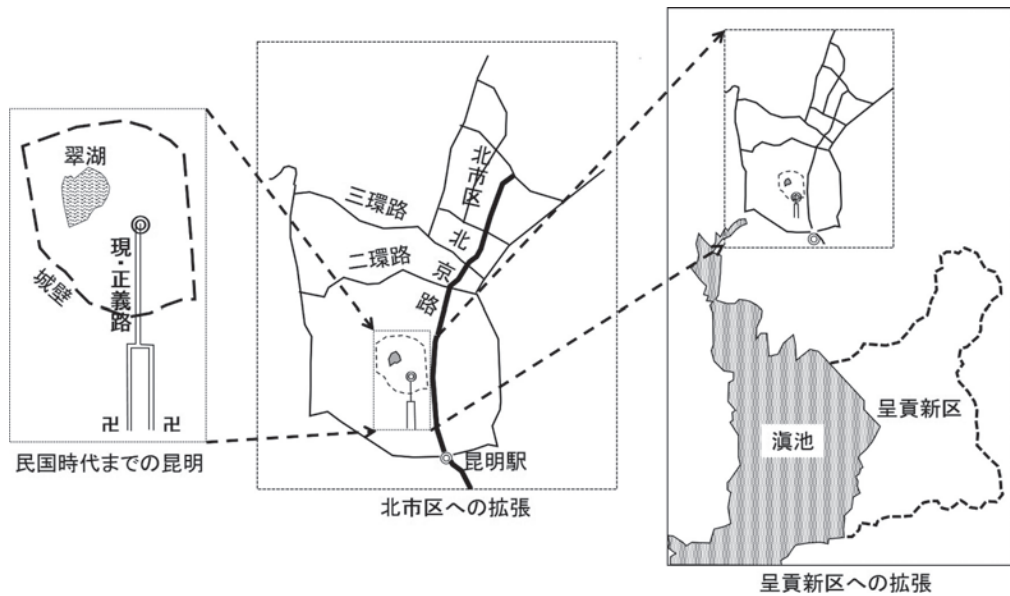 翠湖
城壁
現・正義路
卍 卍
民国時代までの昆明
三環路
二環路
北市区
北京路
昆明駅
北市区への拡張
滇池
呈貢新区
呈貢新区への拡張